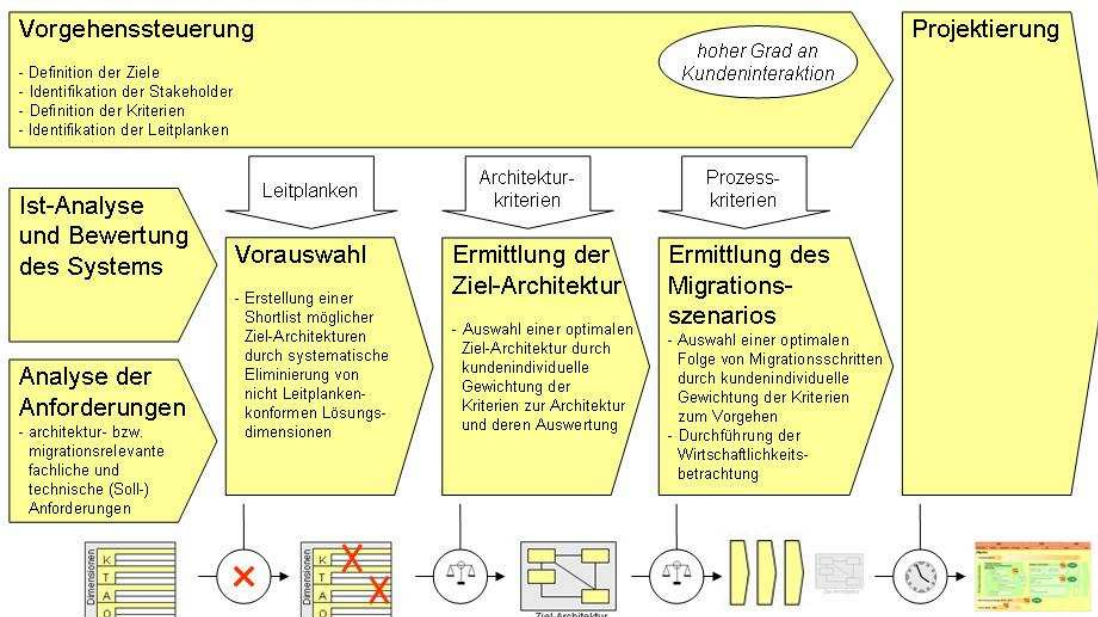 Vorgehenssteuerung
- Definition der Ziele
- Identifikation der Stakeholder
- Definition der Kriterien
- Identifikation der Leitplanken
hoher Grad an
Kundeninteraktion
Projektierung
Leitplanken
Architektur-
kriterien
Prozess-
kriterien
Ist-Analyse
und Bewertung
des Systems
Analyse der
Anforderungen
- architektur- bzw.
migrationsrelevante
fachliche und
technische (Soll-)
Anforderungen
Vorauswahl
- Erstellung einer
Shortlist möglicher
Ziel-Architekturen
durch systematische
Eliminierung von
nicht Leitplanken-
konformen Lösungs-
dimensionen
Ermittlung der
Ziel-Architektur
- Auswahl einer optimalen
Ziel-Architektur durch
kundenindividuelle
Gewichtung der
Kriterien zur Architektur
und deren Auswertung
Ermittlung des
Migrations-
szenarios
- Auswahl einer optimalen
Folge von Migrationsschritten
durch kundenindividuelle
Gewichtung der Kriterien
zum Vorgehen
- Durchführung der
Wirtschaftlichkeits-
betrachtung
Dimensionen
K
T
A
O
Dimensionen
K
T
A
O
Ziel-Architektur